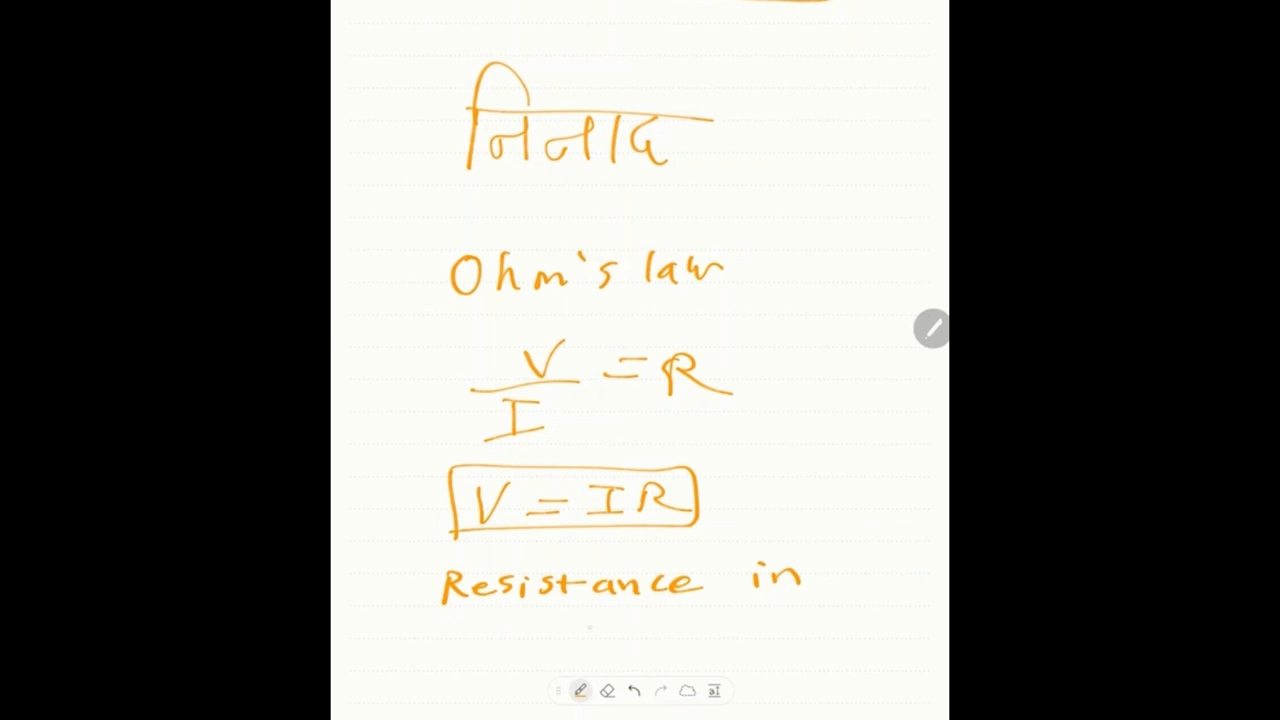 निनाद
Ohm's law
V/I = R
V = IR
Resistance in